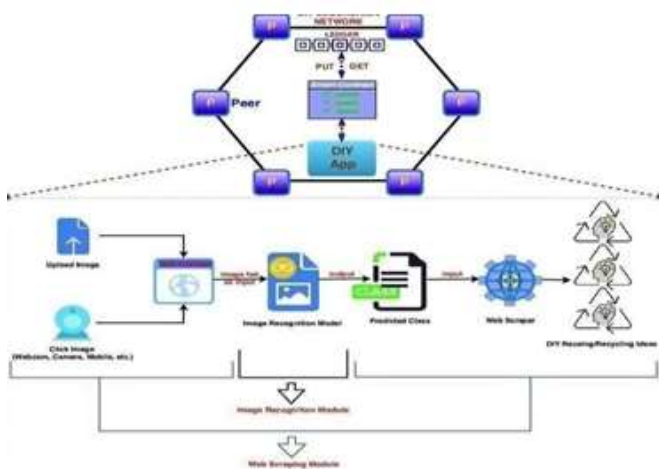 NETWORK
LEDGER
PUT GET
P
P
P
Peer
P
P
P
DIY
App
Upload Image
Image fed
as input
Output
Input
CLASS
Image Recognition Model
Predicted Class
Web Scraper
Click Image
(Webcam, Camera, Mobile, etc.)
DIY Reusing/Recycling Ideas
Image Recognition Module
Web Scraping Module